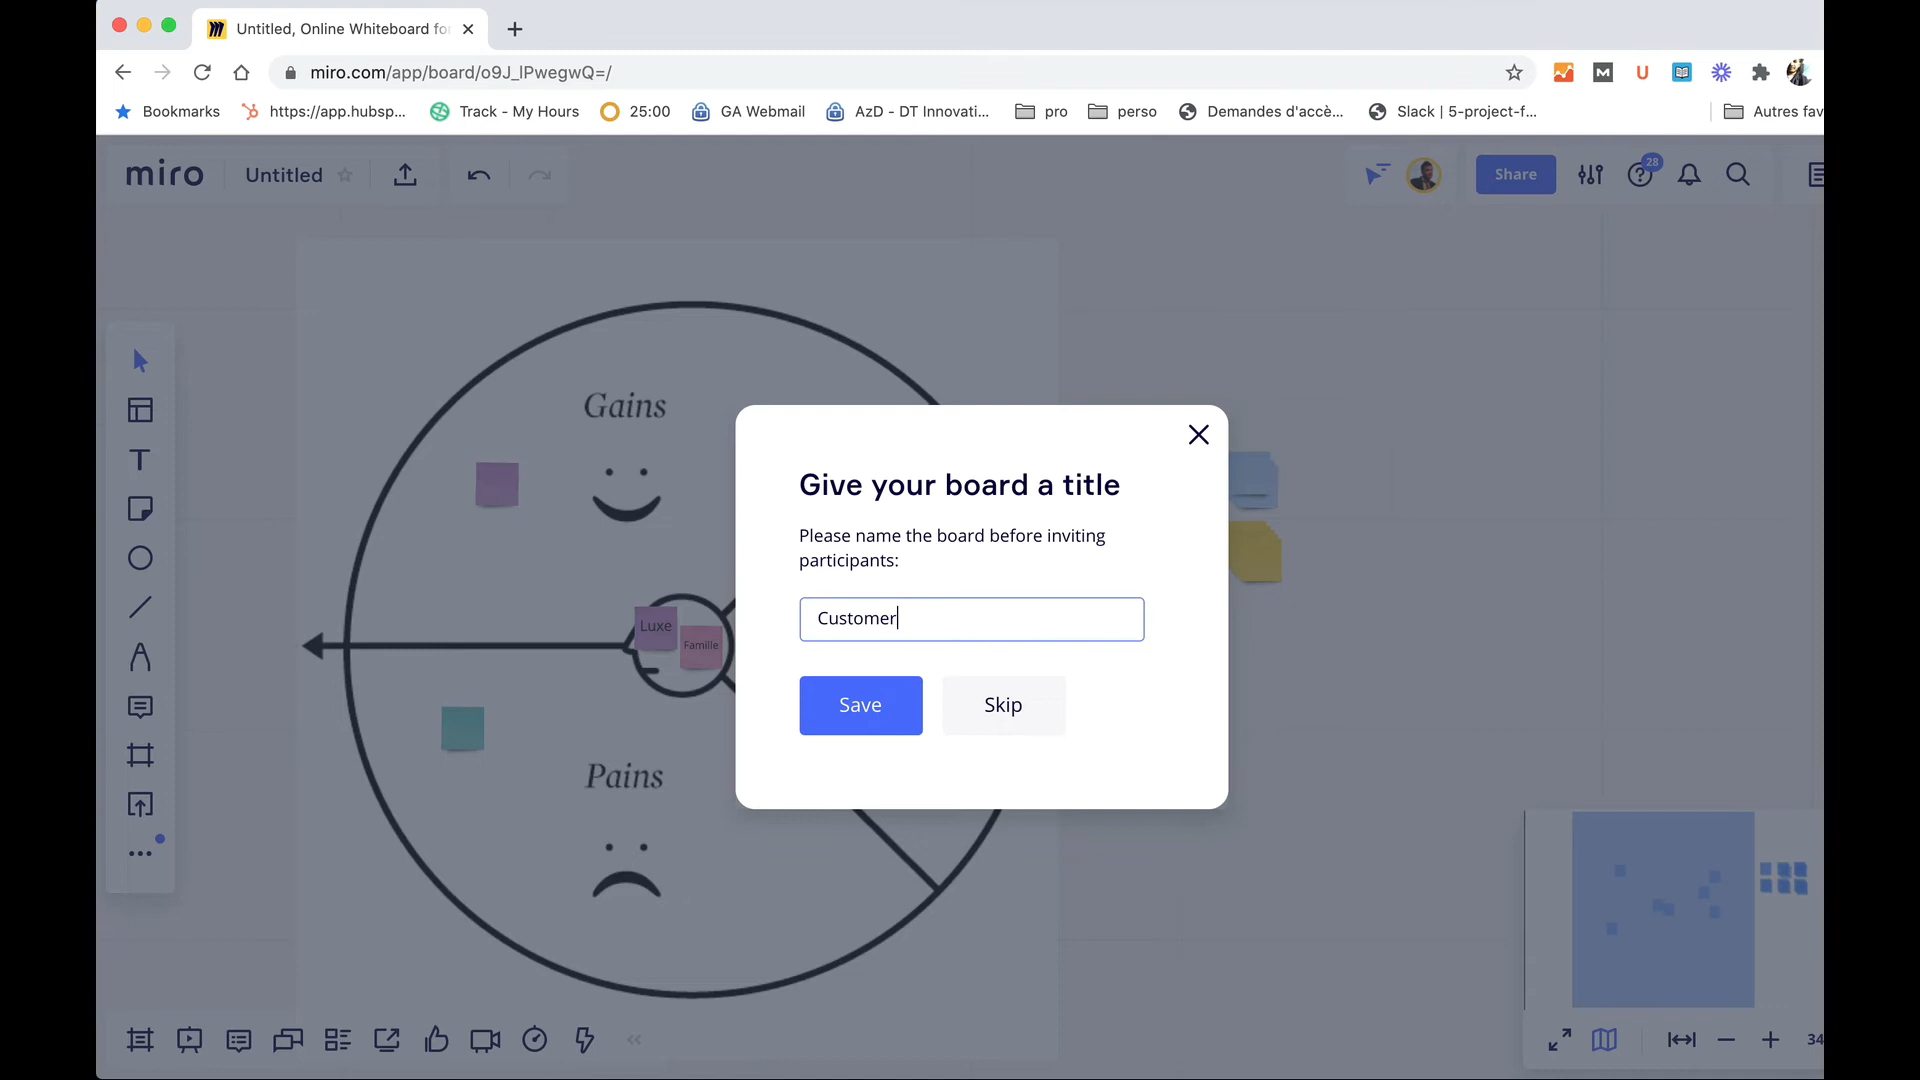 Untitled, Online Whiteboard fo
miro.com/app/board/o9J_lPwegwQ=/
Bookmarks https://app.hubsp... Track - My Hours 25:00 GA Webmail AzD - DT Innovati... pro perso Demandes d'accè... Slack | 5-project-f... Autres fav
miro Untitled Share 28
Gains
Give your board a title
Please name the board before inviting
participants:
Customer
Luxe
Famille
Save Skip
Pains
34